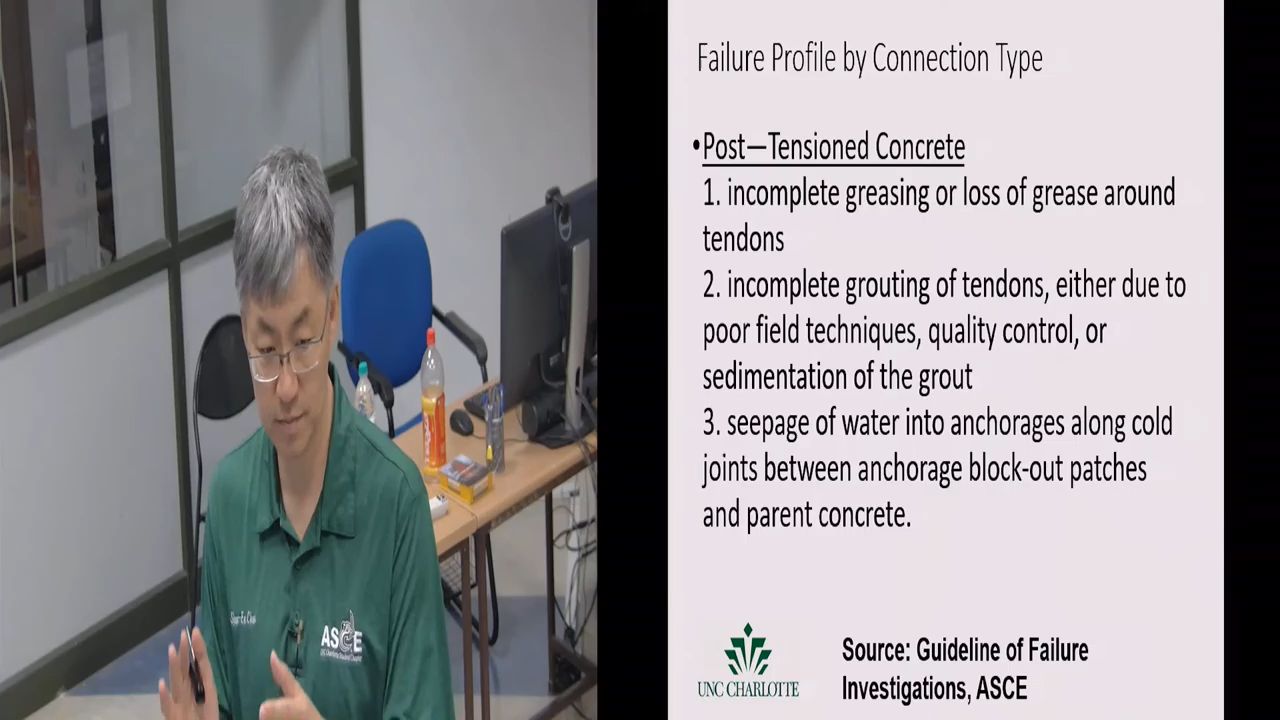 Failure Profile by Connection Type
•Post—Tensioned Concrete
1. incomplete greasing or loss of grease around
tendons
2. incomplete grouting of tendons, either due to
poor field techniques, quality control, or
sedimentation of the grout
3. seepage of water into anchorages along cold
joints between anchorage block-out patches
and parent concrete.
ASCE
UNC CHARLOTTE
Source: Guideline of Failure
Investigations, ASCE